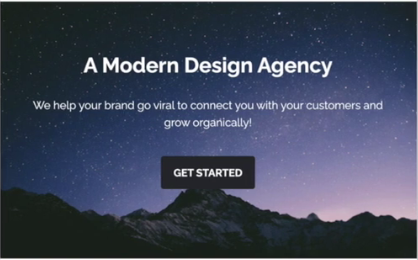 A Modern Design Agency
We help your brand go viral to connect you with your customers and
grow organically!
GET STARTED